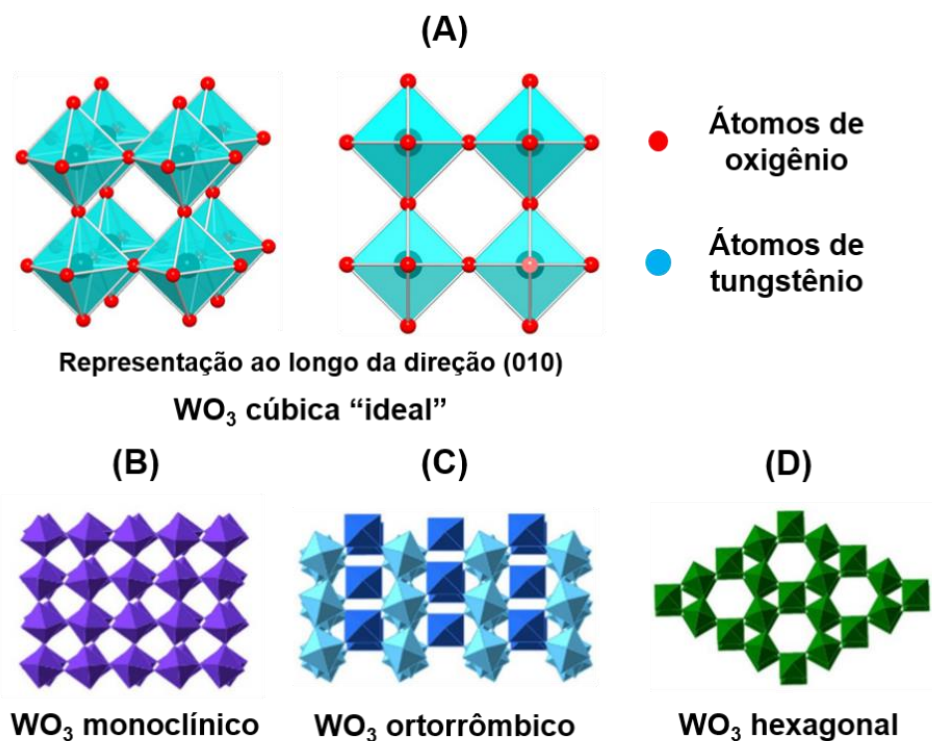 (A)
Átomos de
oxigênio
Átomos de
tungstênio
Representação ao longo da direção (010)
WO₃ cúbica “ideal”
(B)
(C)
(D)
WO₃ monoclínico
WO₃ ortorrômbico
WO₃ hexagonal